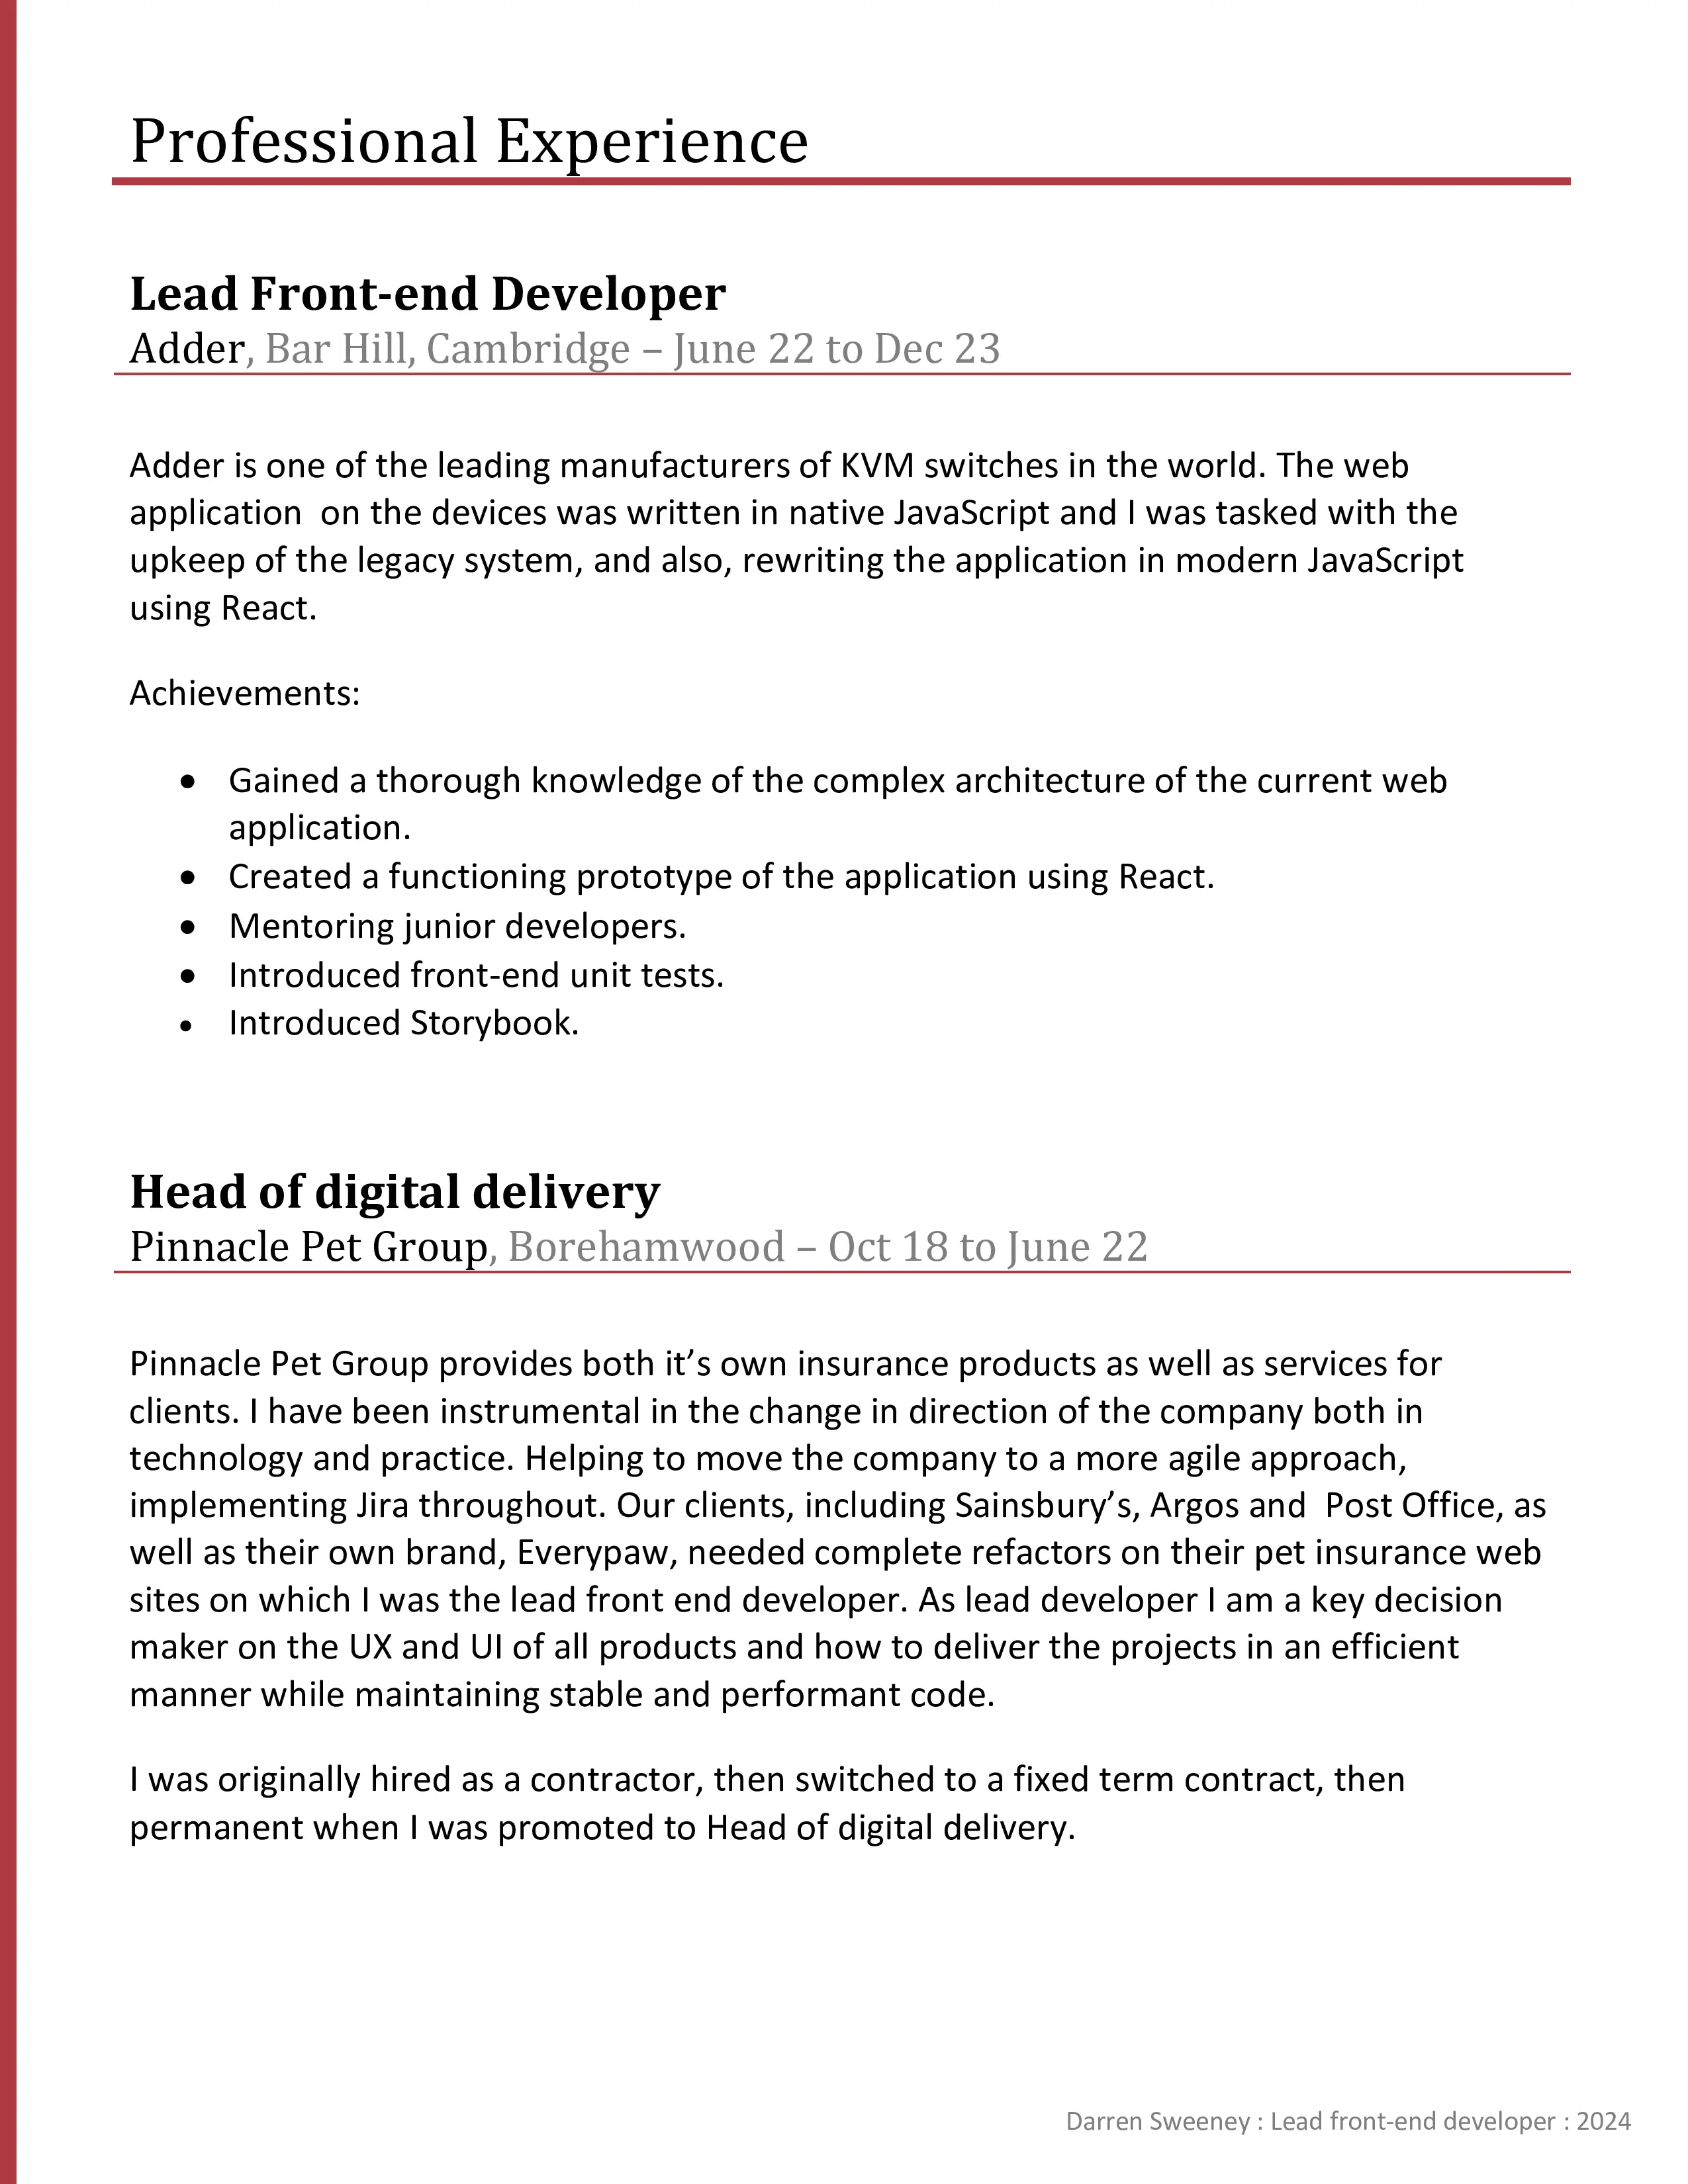 Professional Experience
Lead Front-end Developer
Adder, Bar Hill, Cambridge – June 22 to Dec 23
Adder is one of the leading manufacturers of KVM switches in the world. The web
application  on the devices was written in native JavaScript and I was tasked with the
upkeep of the legacy system, and also, rewriting the application in modern JavaScript
using React.
Achievements:
• Gained a thorough knowledge of the complex architecture of the current web
application.
• Created a functioning prototype of the application using React.
• Mentoring junior developers.
• Introduced front-end unit tests.
• Introduced Storybook.
Head of digital delivery
Pinnacle Pet Group, Borehamwood – Oct 18 to June 22
Pinnacle Pet Group provides both it’s own insurance products as well as services for
clients. I have been instrumental in the change in direction of the company both in
technology and practice. Helping to move the company to a more agile approach,
implementing Jira throughout. Our clients, including Sainsbury’s, Argos and  Post Office, as
well as their own brand, Everypaw, needed complete refactors on their pet insurance web
sites on which I was the lead front end developer. As lead developer I am a key decision
maker on the UX and UI of all products and how to deliver the projects in an efficient
manner while maintaining stable and performant code.
I was originally hired as a contractor, then switched to a fixed term contract, then
permanent when I was promoted to Head of digital delivery.
Darren Sweeney : Lead front-end developer : 2024